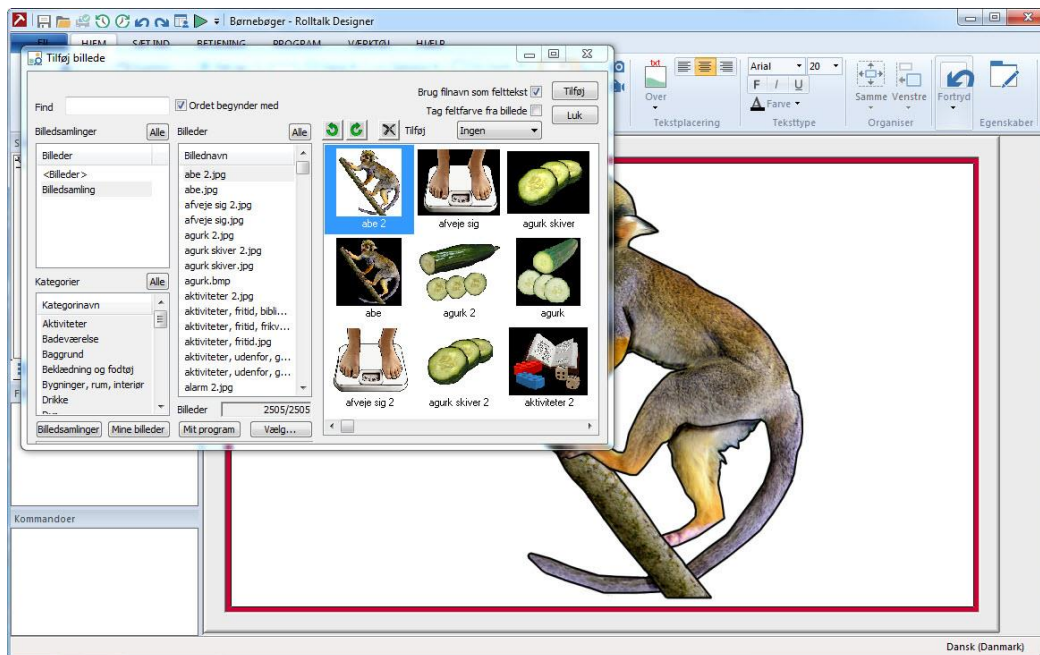 Børnebøger - Rolltalk Designer
FIL HJEM SÆT IND BETJENING PROGRAM VÆRKTØJ HJÆLP
Tilføj billede
Brug filnavn som felttekst
Tilføj
Find
Ordet begynder med
Tag feltfarve fra billede
Luk
Billedsamlinger Alle Billeder Alle
Tilføj
Ingen
Billeder
<Billeder>
Billedsamling
Kategorier Alle
Kategorinavn
Aktiviteter
Badeværelse
Baggrund
Beklædning og fodtøj
Bygninger, rum, interiør
Drikke
Billednavn
abe 2.jpg
abe.jpg
afveje sig 2.jpg
afveje sig.jpg
agurk 2.jpg
agurk skiver 2.jpg
agurk skiver.jpg
agurk.bmp
aktiviteter 2.jpg
aktiviteter, fritid, bibli...
aktiviteter, fritid, frikv...
aktiviteter, fritid.jpg
aktiviteter, udenfor, g...
aktiviteter, udenfor, g...
alarm 2.jpg
Billeder 2505/2505
Billedsamlinger Mine billeder Mit program Vælg...
abe 2 afveje sig agurk skiver
abe agurk 2 agurk
afveje sig 2 agurk skiver 2 aktiviteter 2
txt
Over
Tekstplacering
Arial 20
F I U
A Farve
Teksttype
Samme Venstre
Organiser
Fortryd
Egenskaber
Kommandoer
Dansk (Danmark)